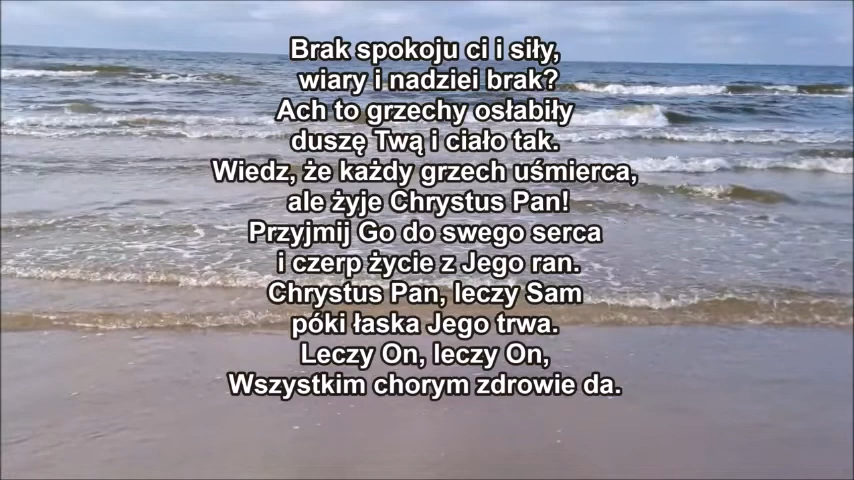 Brak spokoju ci i siły,
wiary i nadziei brak?
Ach to grzechy osłabiły
duszę Twą i ciało tak.
Wiedz, że każdy grzech uśmierca,
ale żyje Chrystus Pan!
Przyjmij Go do swego serca
i czerp życie z Jego ran.
Chrystus Pan, leczy Sam
póki łaska Jego trwa.
Leczy On, leczy On,
Wszystkim chorym zdrowie da.